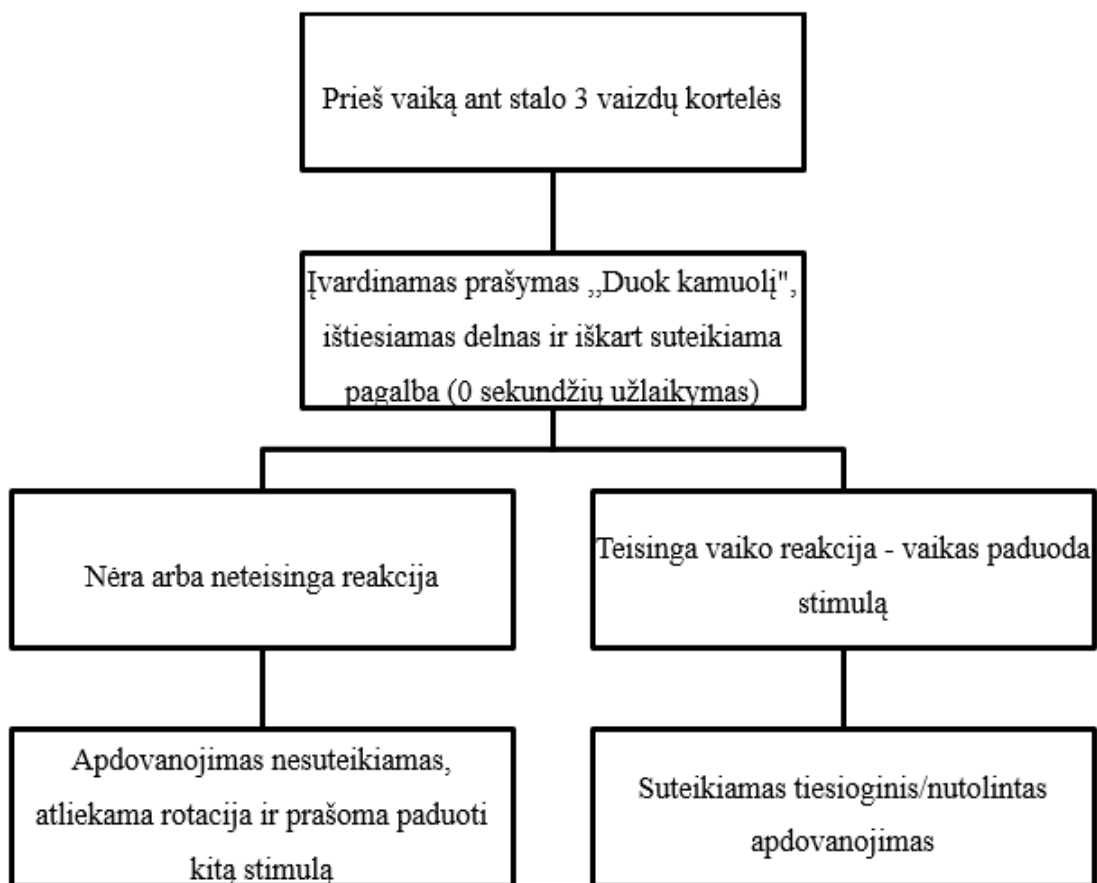 Prieš vaiką ant stalo 3 vaizdų kortelės
Įvardinamas prašymas ,,Duok kamuolį",
ištiesiamas delnas ir iškart suteikiama
pagalba (0 sekundžių užlaikymas)
Nėra arba neteisinga reakcija
Teisinga vaiko reakcija - vaikas paduoda
stimulą
Apdovanojimas nesuteikiamas,
atliekama rotacija ir prašoma paduoti
kitą stimulą
Suteikiamas tiesioginis/nutolintas
apdovanojimas